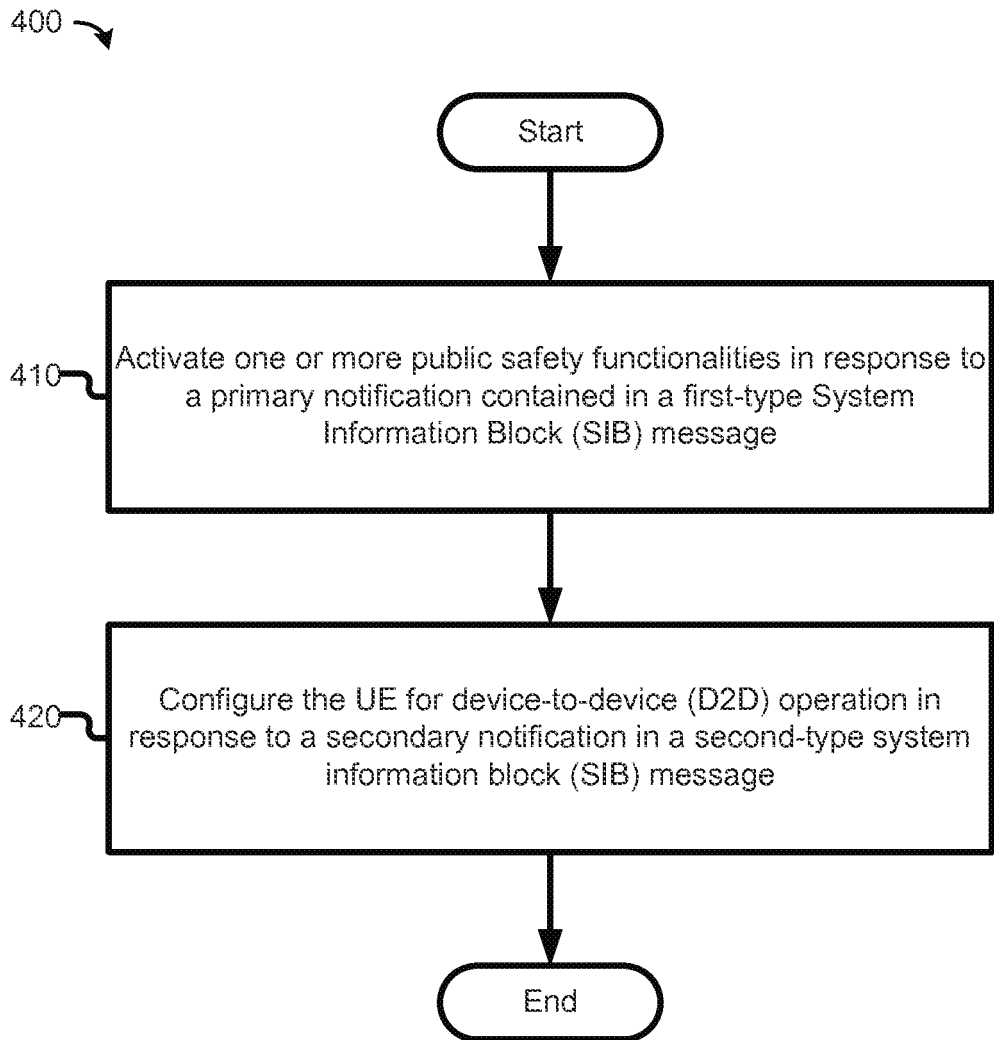 400
Start
410
Activate one or more public safety functionalities in response to
a primary notification contained in a first-type System
Information Block (SIB) message
420
Configure the UE for device-to-device (D2D) operation in
response to a secondary notification in a second-type system
information block (SIB) message
End